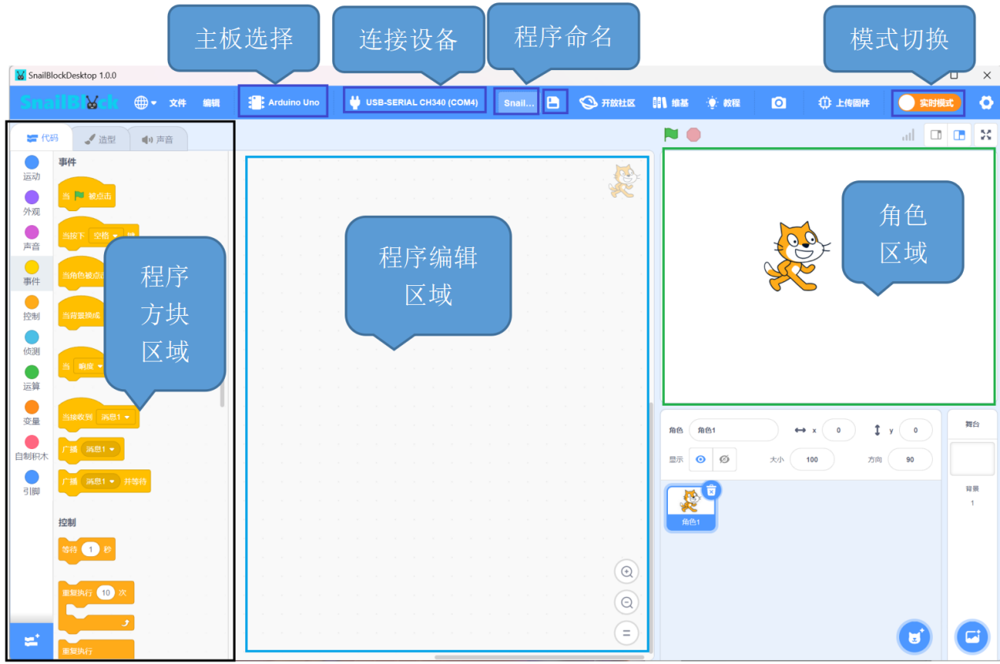 主板选择
连接设备
程序命名
模式切换
SnailBlockDesktop 1.0.0
SnailBlock
文件
编辑
Arduino Uno
USB-SERIAL CH340 (COM4)
Snail...
开放社区
维基
教程
上传固件
实时模式
代码
造型
声音
运动
外观
声音
事件
控制
侦测
运算
变量
自制积木
引脚
事件
当 被点击
当按下 空格
当角色被点击
当背景换成
当 响度
当接收到 消息1
广播 消息1
广播 消息1 并等待
控制
等待 1 秒
重复执行 10 次
重复执行
程序
方块
区域
程序编辑
区域
角色
区域
角色 角色1 x 0 y 0
显示 大小 100 方向 90
角色1
舞台
背景
1